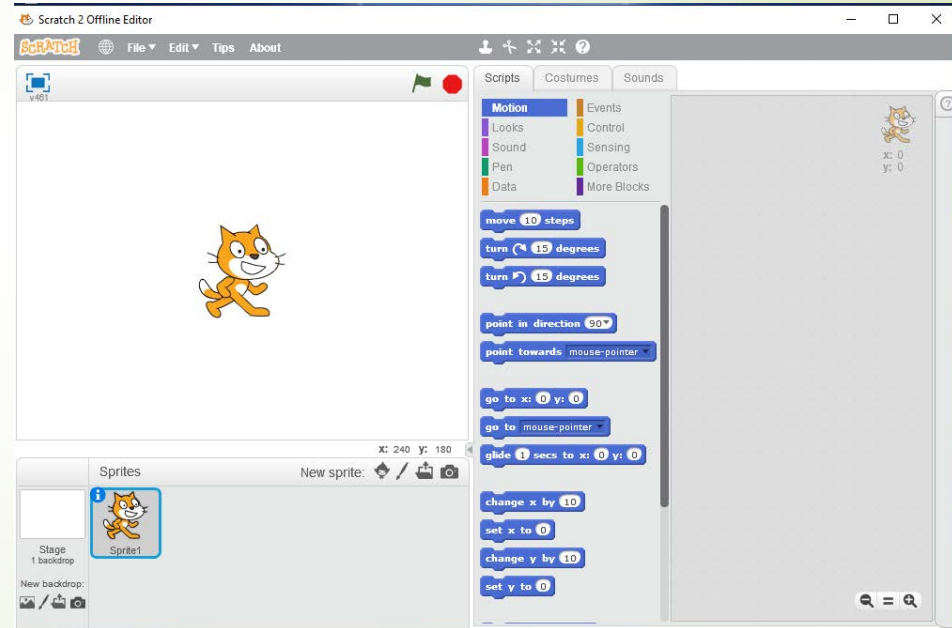 Scratch 2 Offline Editor
SCRATCH File Edit Tips About
v461
X: 240 y: 180
Sprites New sprite:
Sprite1
Stage
1 backdrop
New backdrop:
Scripts Costumes Sounds
Motion Events
Looks Control
Sound Sensing
Pen Operators
Data More Blocks
move 10 steps
turn 15 degrees
turn 15 degrees
point in direction 90
point towards mouse-pointer
go to x: 0 y: 0
go to mouse-pointer
glide 1 secs to x: 0 y: 0
change x by 10
set x to 0
change y by 10
set y to 0
x: 0
y: 0